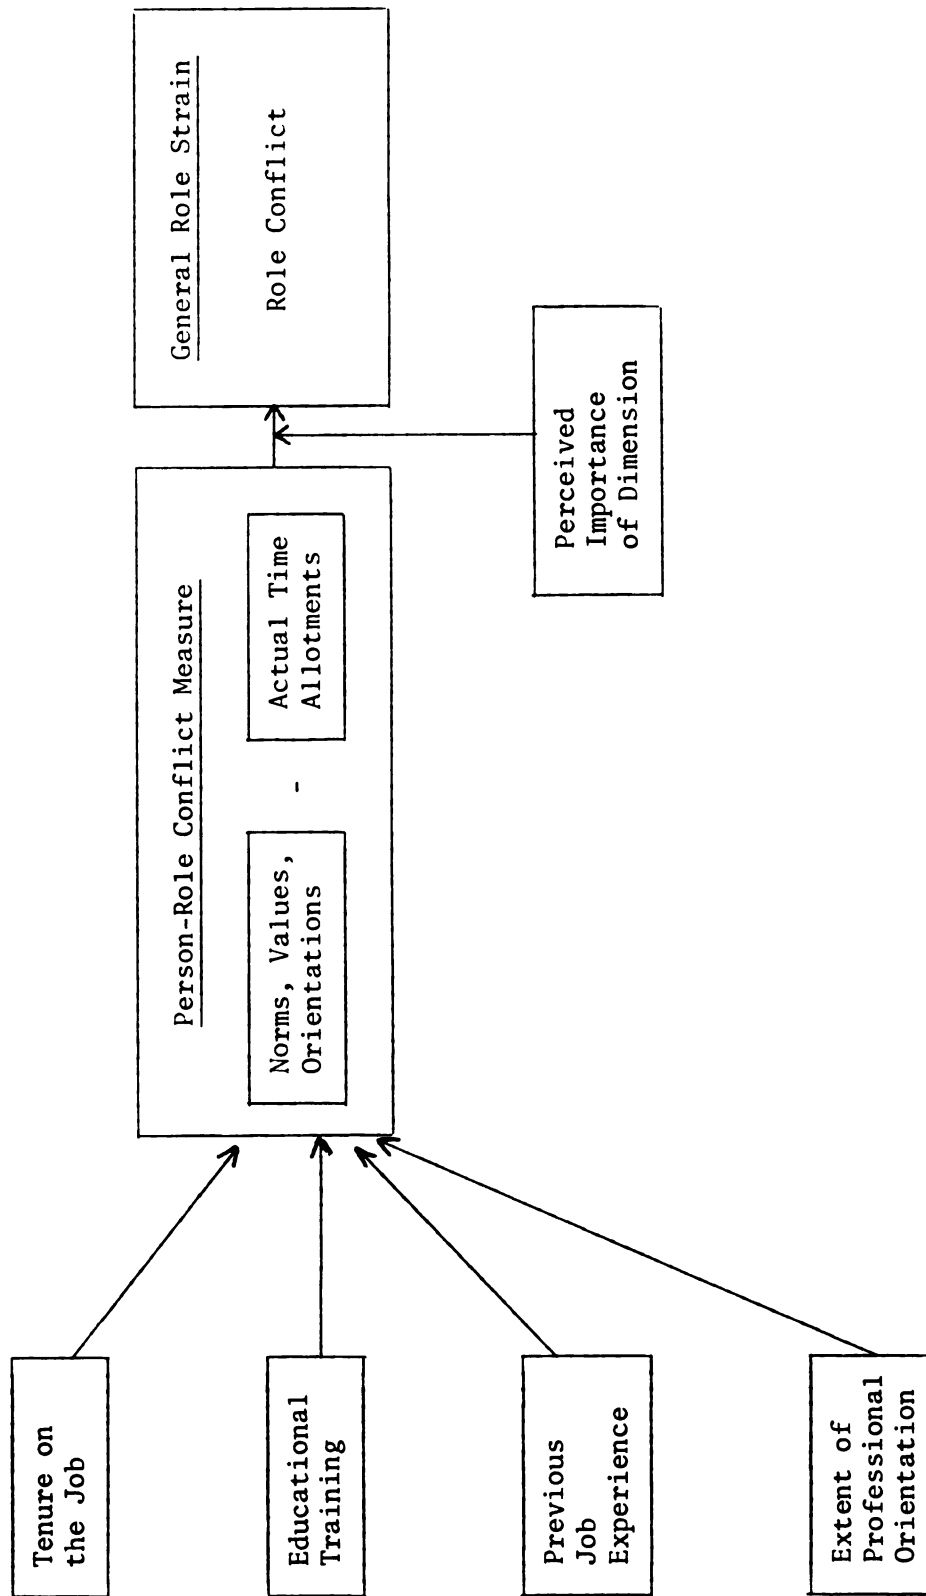 Tenure on
the Job
Educational
Training
Previous
Job
Experience
Extent of
Professional
Orientation
Person-Role Conflict Measure
Norms, Values,
Orientations
-
Actual Time
Allotments
Perceived
Importance
of Dimension
General Role Strain
Role Conflict